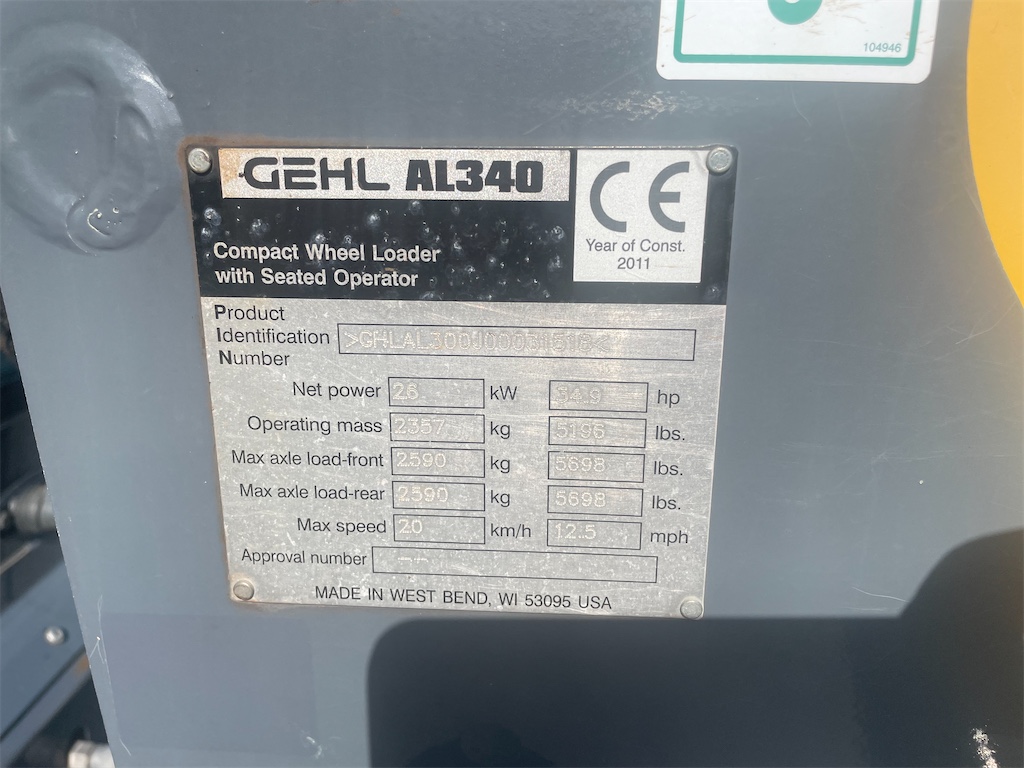 104946
GEHL AL340
CE
Year of Const.
2011
Compact Wheel Loader
with Seated Operator
Product
Identification
Number
Net power 26 kW 34.9 hp
Operating mass 2357 kg 5196 lbs.
Max axle load-front 2590 kg 5698 lbs.
Max axle load-rear 2590 kg 5698 lbs.
Max speed 20 km/h 12.5 mph
Approval number --
MADE IN WEST BEND, WI 53095 USA